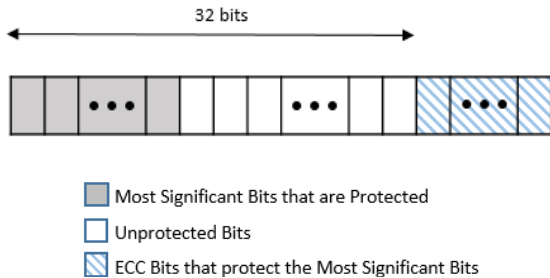 32 bits
Most Significant Bits that are Protected
Unprotected Bits
ECC Bits that protect the Most Significant Bits